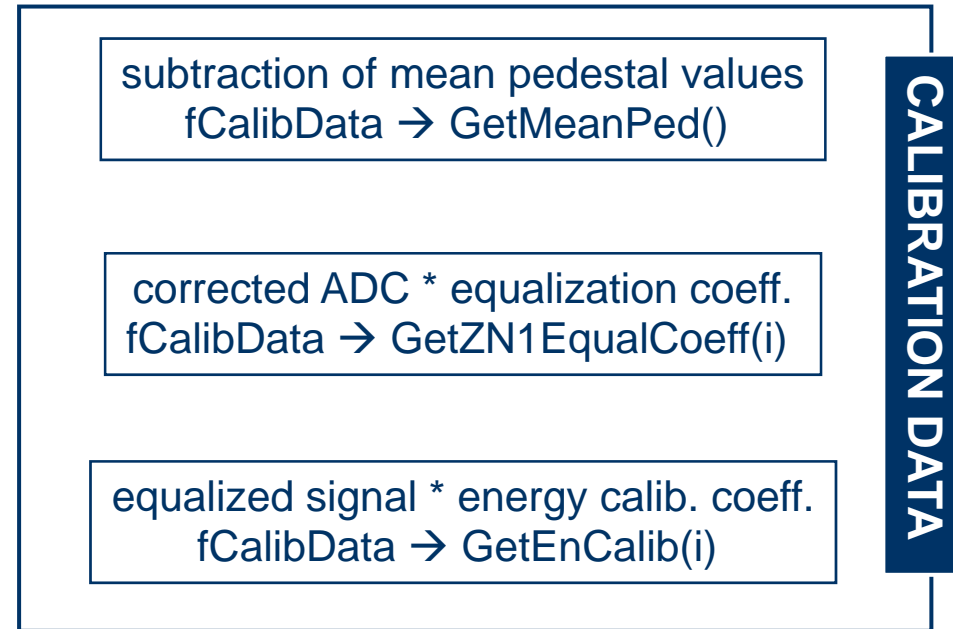 subtraction of mean pedestal values
fCalibData → GetMeanPed()
corrected ADC * equalization coeff.
fCalibData → GetZN1EqualCoeff(i)
equalized signal * energy calib. coeff.
fCalibData → GetEnCalib(i)
CALIBRATION DATA